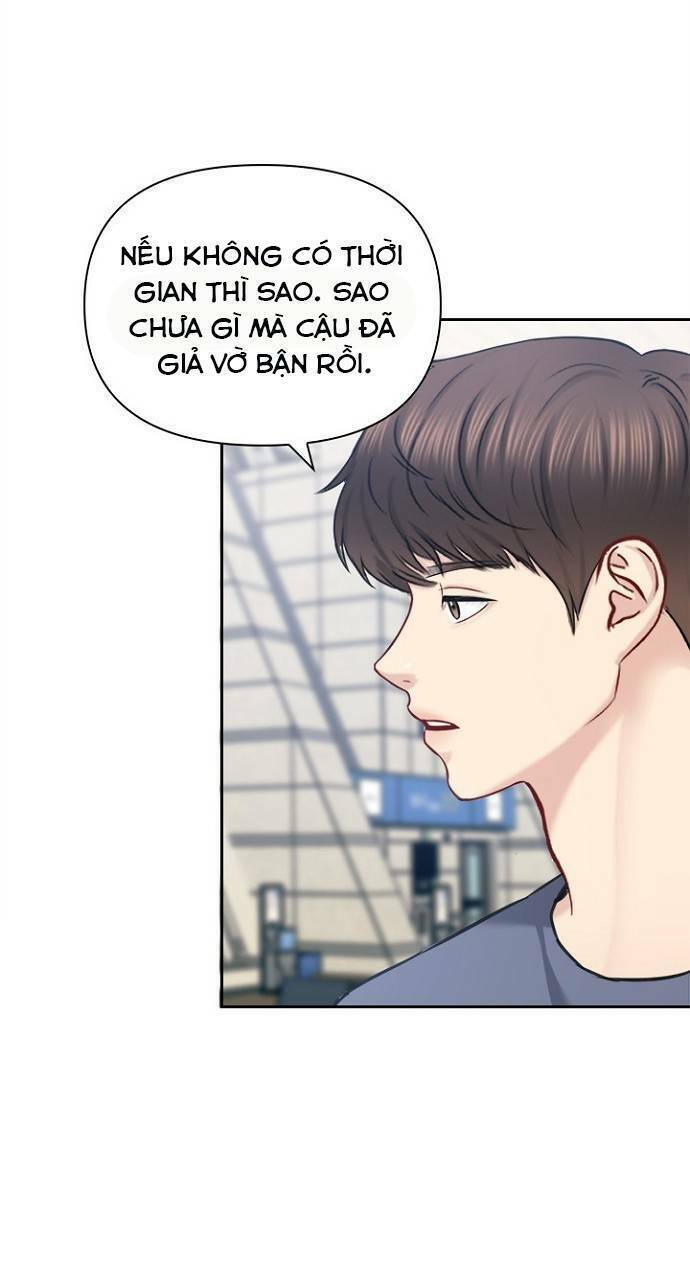 NẾU KHÔNG CÓ THỜI
GIAN THÌ SAO. SAO
CHƯA GÌ MÀ CẬU ĐÃ
GIẢ VỜ BẬN RỒI.